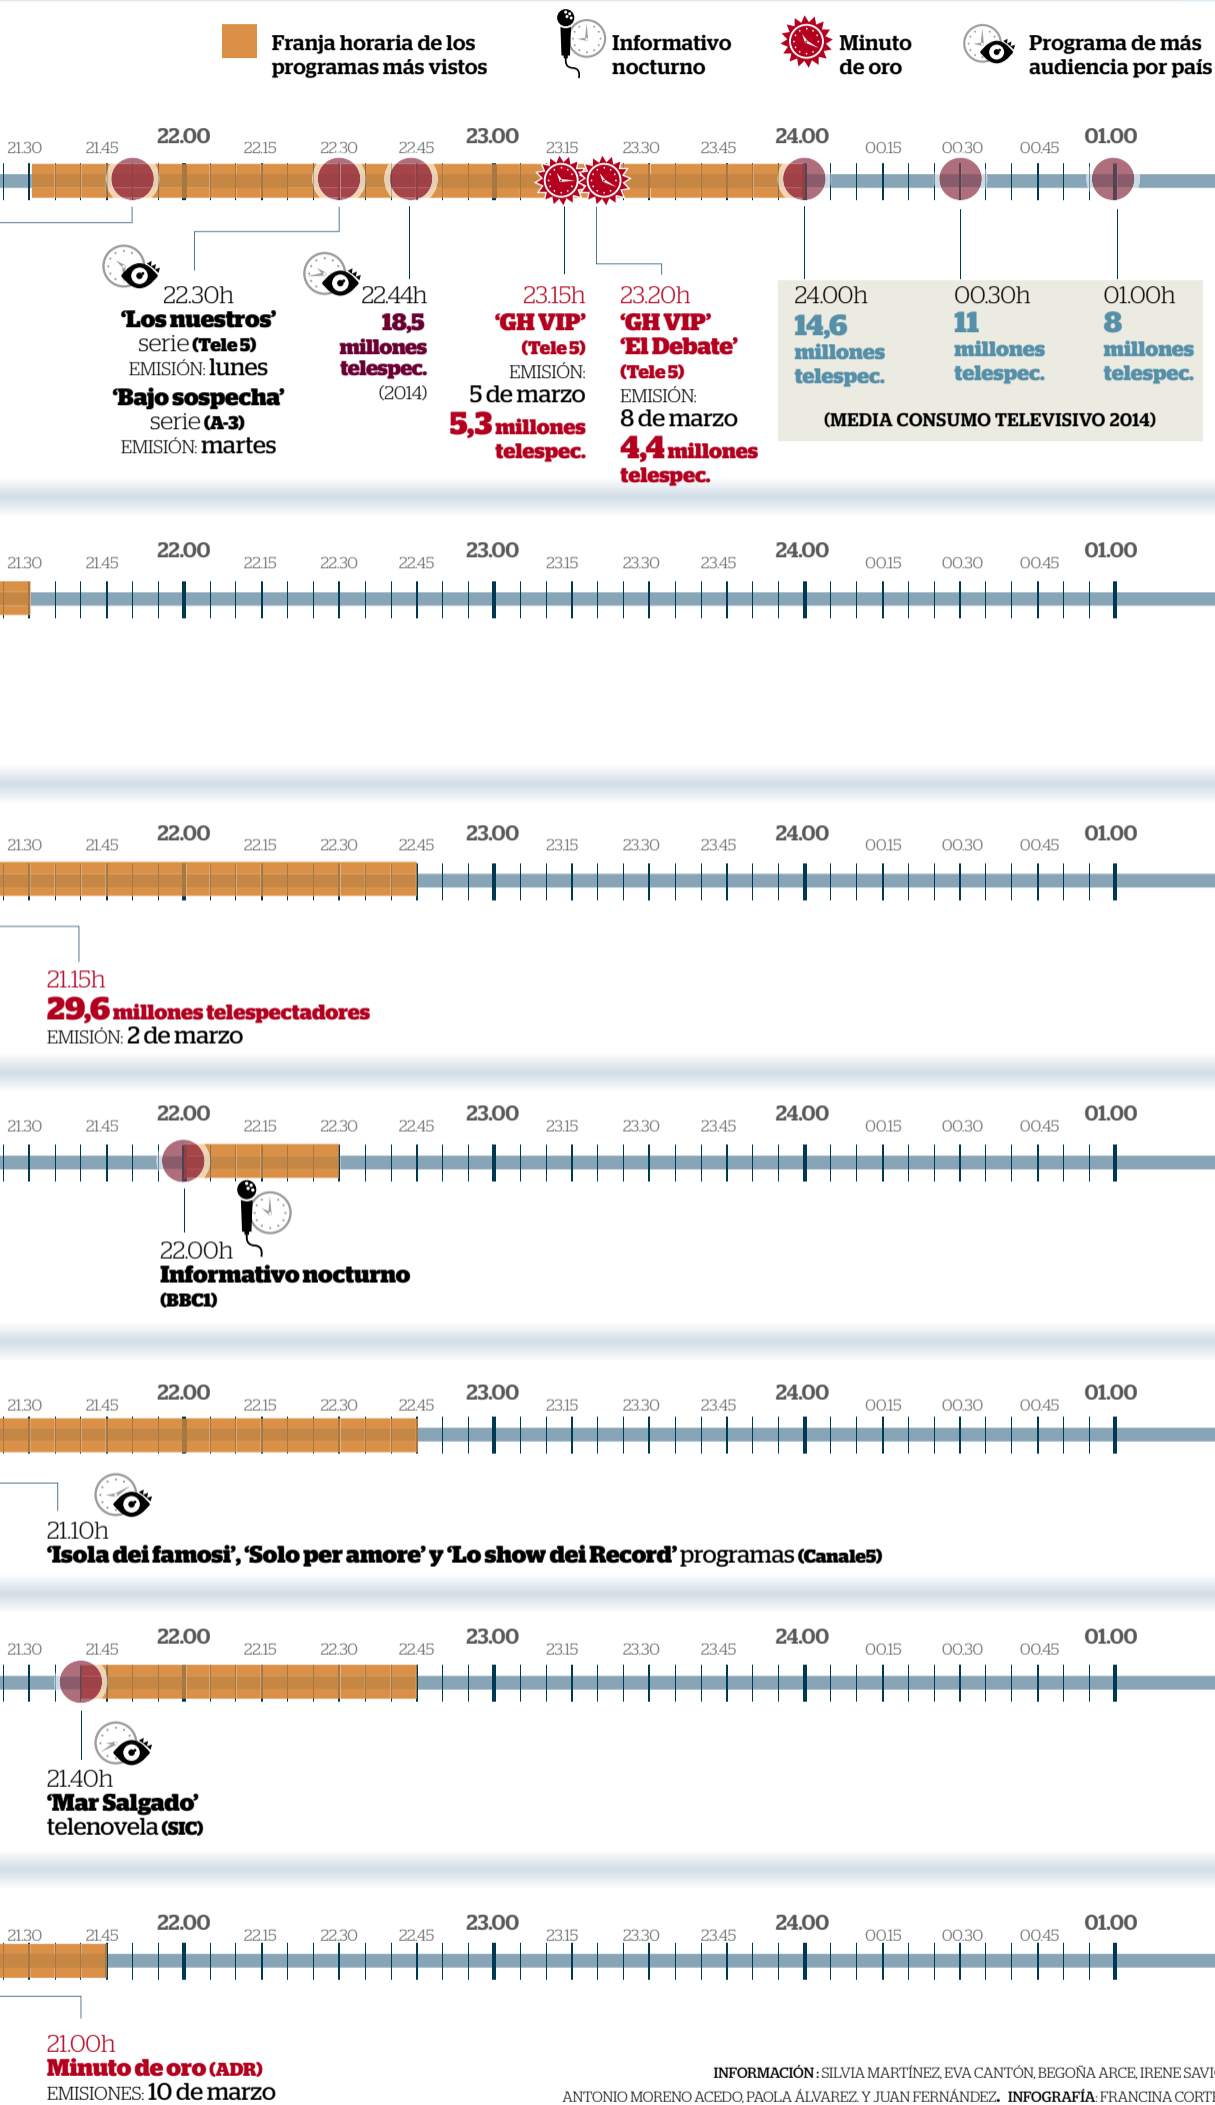 Franja horaria de los
programas más vistos
Informativo
nocturno
Minuto
de oro
Programa de más
audiencia por país
21.30 21.45 22.00 22.15 22.30 22.45 23.00 23.15 23.30 23.45 24.00 00.15 00.30 00.45 01.00
22.30h
‘Los nuestros’
serie (Tele 5)
EMISIÓN: lunes
‘Bajo sospecha’
serie (A-3)
EMISIÓN: martes
22.44h
18,5
millones
telespec.
(2014)
23.15h
‘GH VIP’
(Tele 5)
EMISIÓN:
5 de marzo
5,3 millones
telespec.
23.20h
‘GH VIP’
‘El Debate’
(Tele 5)
EMISIÓN:
8 de marzo
4,4 millones
telespec.
24.00h
14,6
millones
telespec.
00.30h
11
millones
telespec.
01.00h
8
millones
telespec.
(MEDIA CONSUMO TELEVISIVO 2014)
21.30 21.45 22.00 22.15 22.30 22.45 23.00 23.15 23.30 23.45 24.00 00.15 00.30 00.45 01.00
21.30 21.45 22.00 22.15 22.30 22.45 23.00 23.15 23.30 23.45 24.00 00.15 00.30 00.45 01.00
21.15h
29,6 millones telespectadores
EMISIÓN: 2 de marzo
21.30 21.45 22.00 22.15 22.30 22.45 23.00 23.15 23.30 23.45 24.00 00.15 00.30 00.45 01.00
22.00h
Informativo nocturno
(BBC1)
21.30 21.45 22.00 22.15 22.30 22.45 23.00 23.15 23.30 23.45 24.00 00.15 00.30 00.45 01.00
21.10h
‘Isola dei famosi’, ‘Solo per amore’ y ‘Lo show dei Record’ programas (Canale5)
21.30 21.45 22.00 22.15 22.30 22.45 23.00 23.15 23.30 23.45 24.00 00.15 00.30 00.45 01.00
21.40h
‘Mar Salgado’
telenovela (SIC)
21.30 21.45 22.00 22.15 22.30 22.45 23.00 23.15 23.30 23.45 24.00 00.15 00.30 00.45 01.00
21.00h
Minuto de oro (ADR)
EMISIONES: 10 de marzo
INFORMACIÓN : SILVIA MARTÍNEZ, EVA CANTÓN, BEGOÑA ARCE, IRENE SAVI
ANTONIO MORENO ACEDO, PAOLA ÁLVAREZ. Y JUAN FERNÁNDEZ. INFOGRAFÍA: FRANCINA CORT